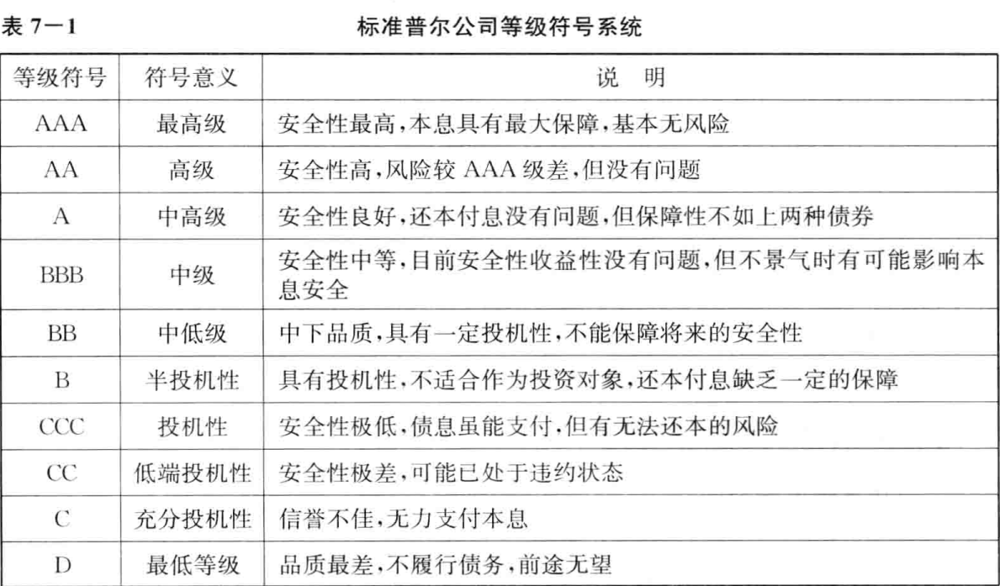 表 7-1 标准普尔公司等级符号系统
等级符号 符号意义 说 明
AAA 最高级 安全性最高,本息具有最大保障,基本无风险
AA 高级 安全性高,风险较 AAA 级差,但没有问题
A 中高级 安全性良好,还本付息没有问题,但保障性不如上两种债券
BBB 中级 安全性中等,目前安全性收益性没有问题,但不景气时有可能影响本
息安全
BB 中低级 中下品质,具有一定投机性,不能保障将来的安全性
B 半投机性 具有投机性,不适合作为投资对象,还本付息缺乏一定的保障
CCC 投机性 安全性极低,债息虽能支付,但有无法还本的风险
CC 低端投机性 安全性极差,可能已处于违约状态
C 充分投机性 信誉不佳,无力支付本息
D 最低等级 品质最差,不履行债务,前途无望